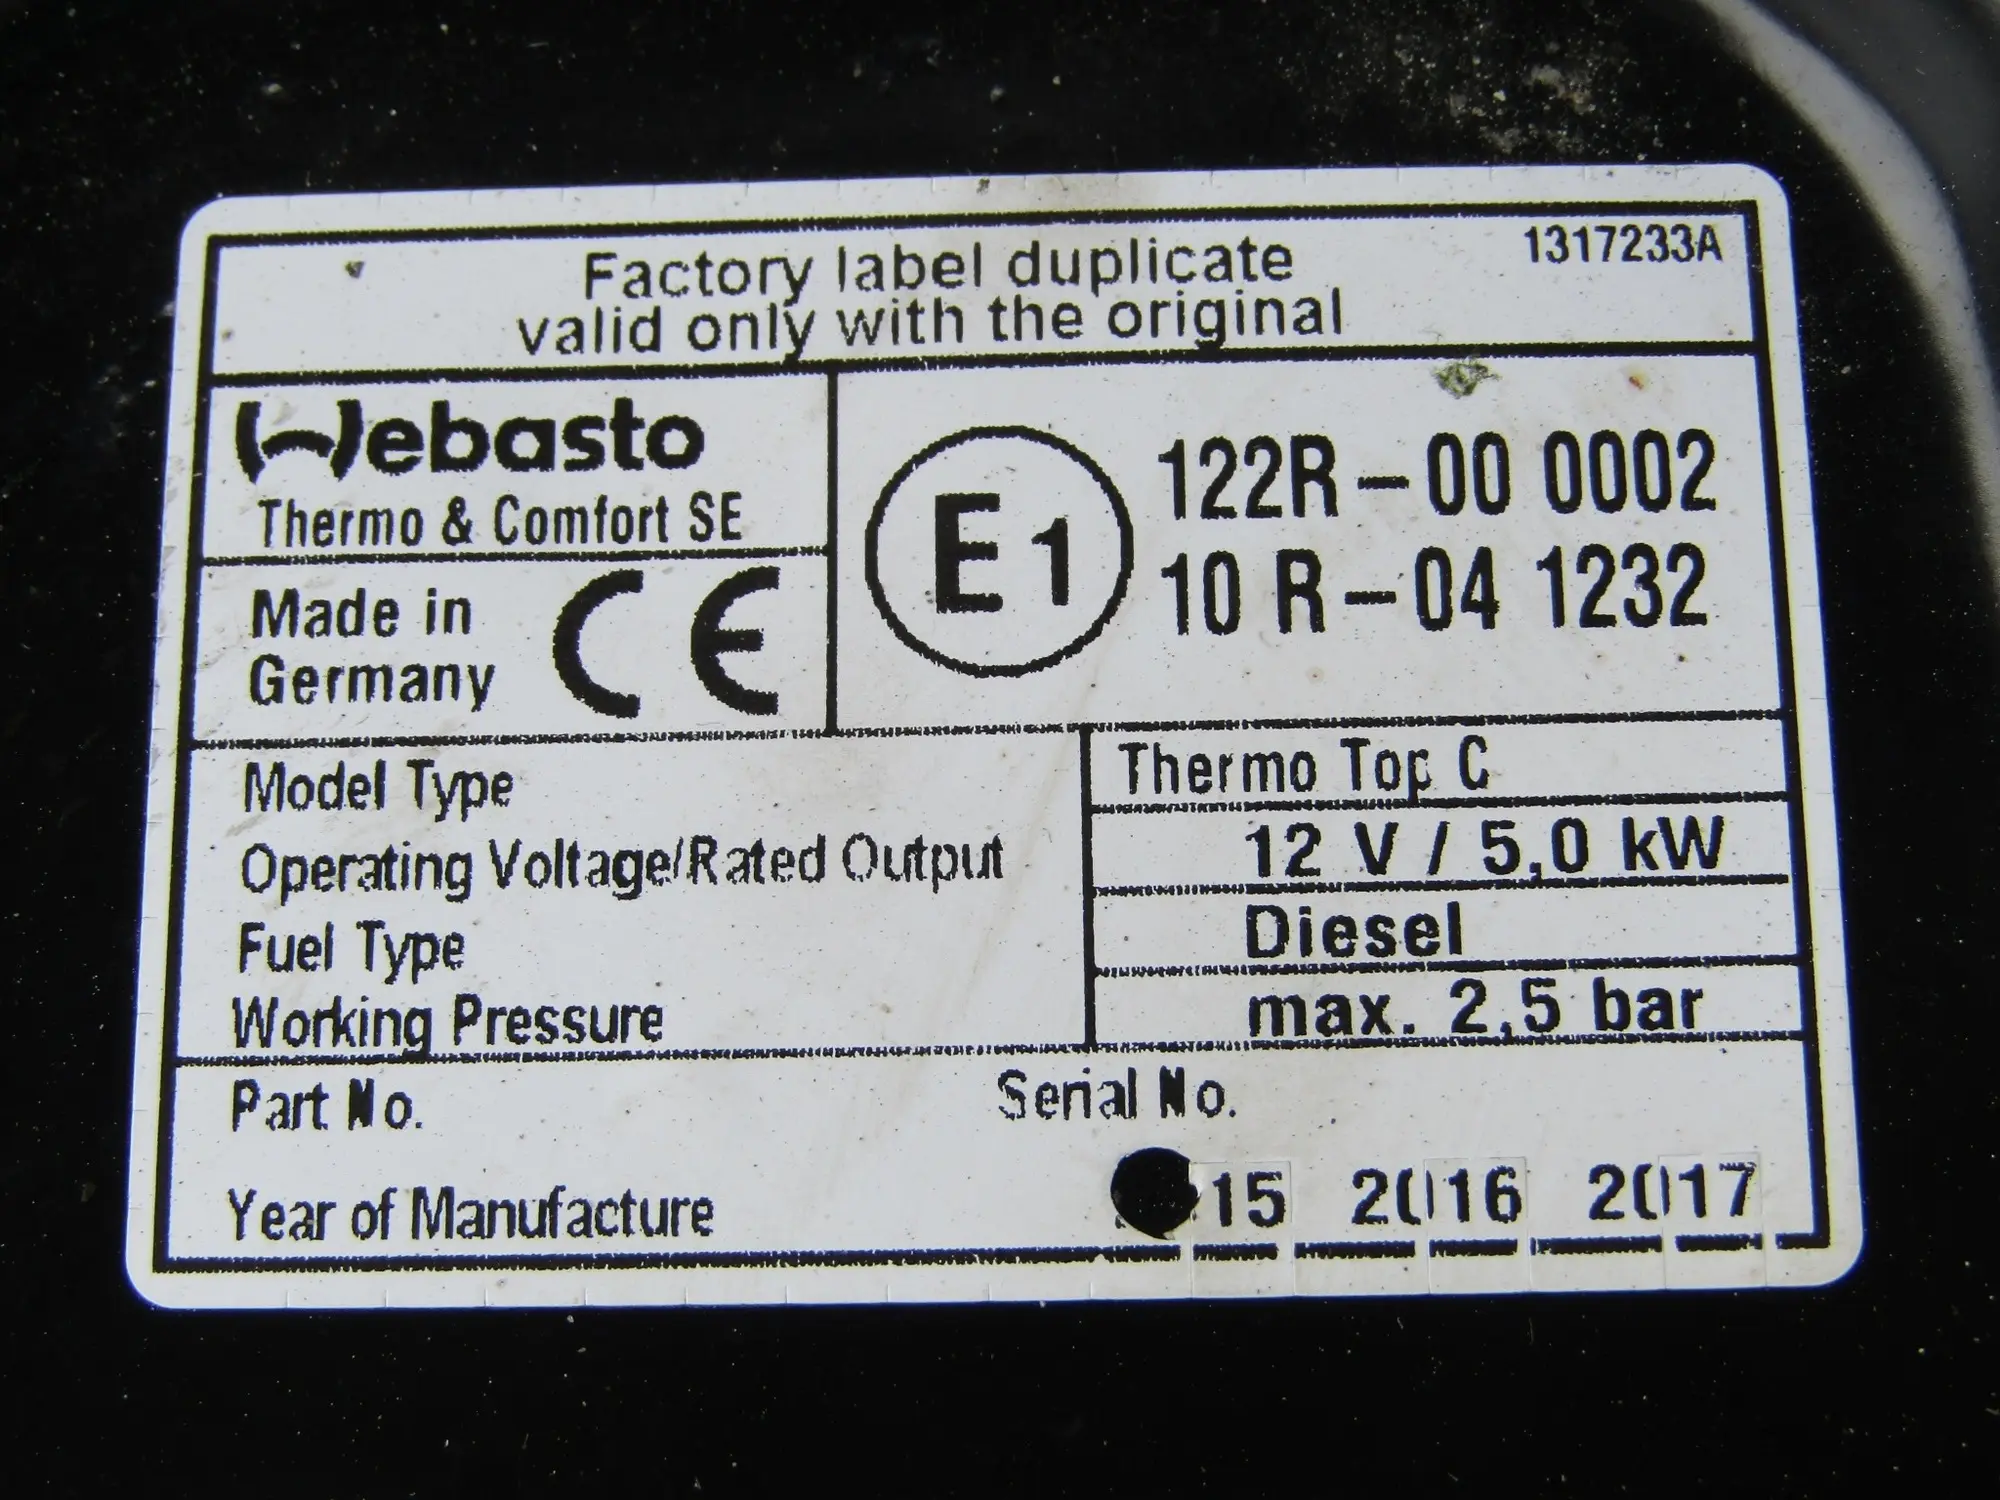 Factory label duplicate
valid only with the original
1317233A
Webasto
Thermo & Comfort SE
Made in
Germany
CE
E1
122R-00 0002
10 R-04 1232
Model Type
Thermo Top C
Operating Voltage/Rated Output
12 V / 5,0 kW
Fuel Type
Diesel
Working Pressure
max. 2,5 bar
Part No.
Serial No.
Year of Manufacture
15 2016 2017